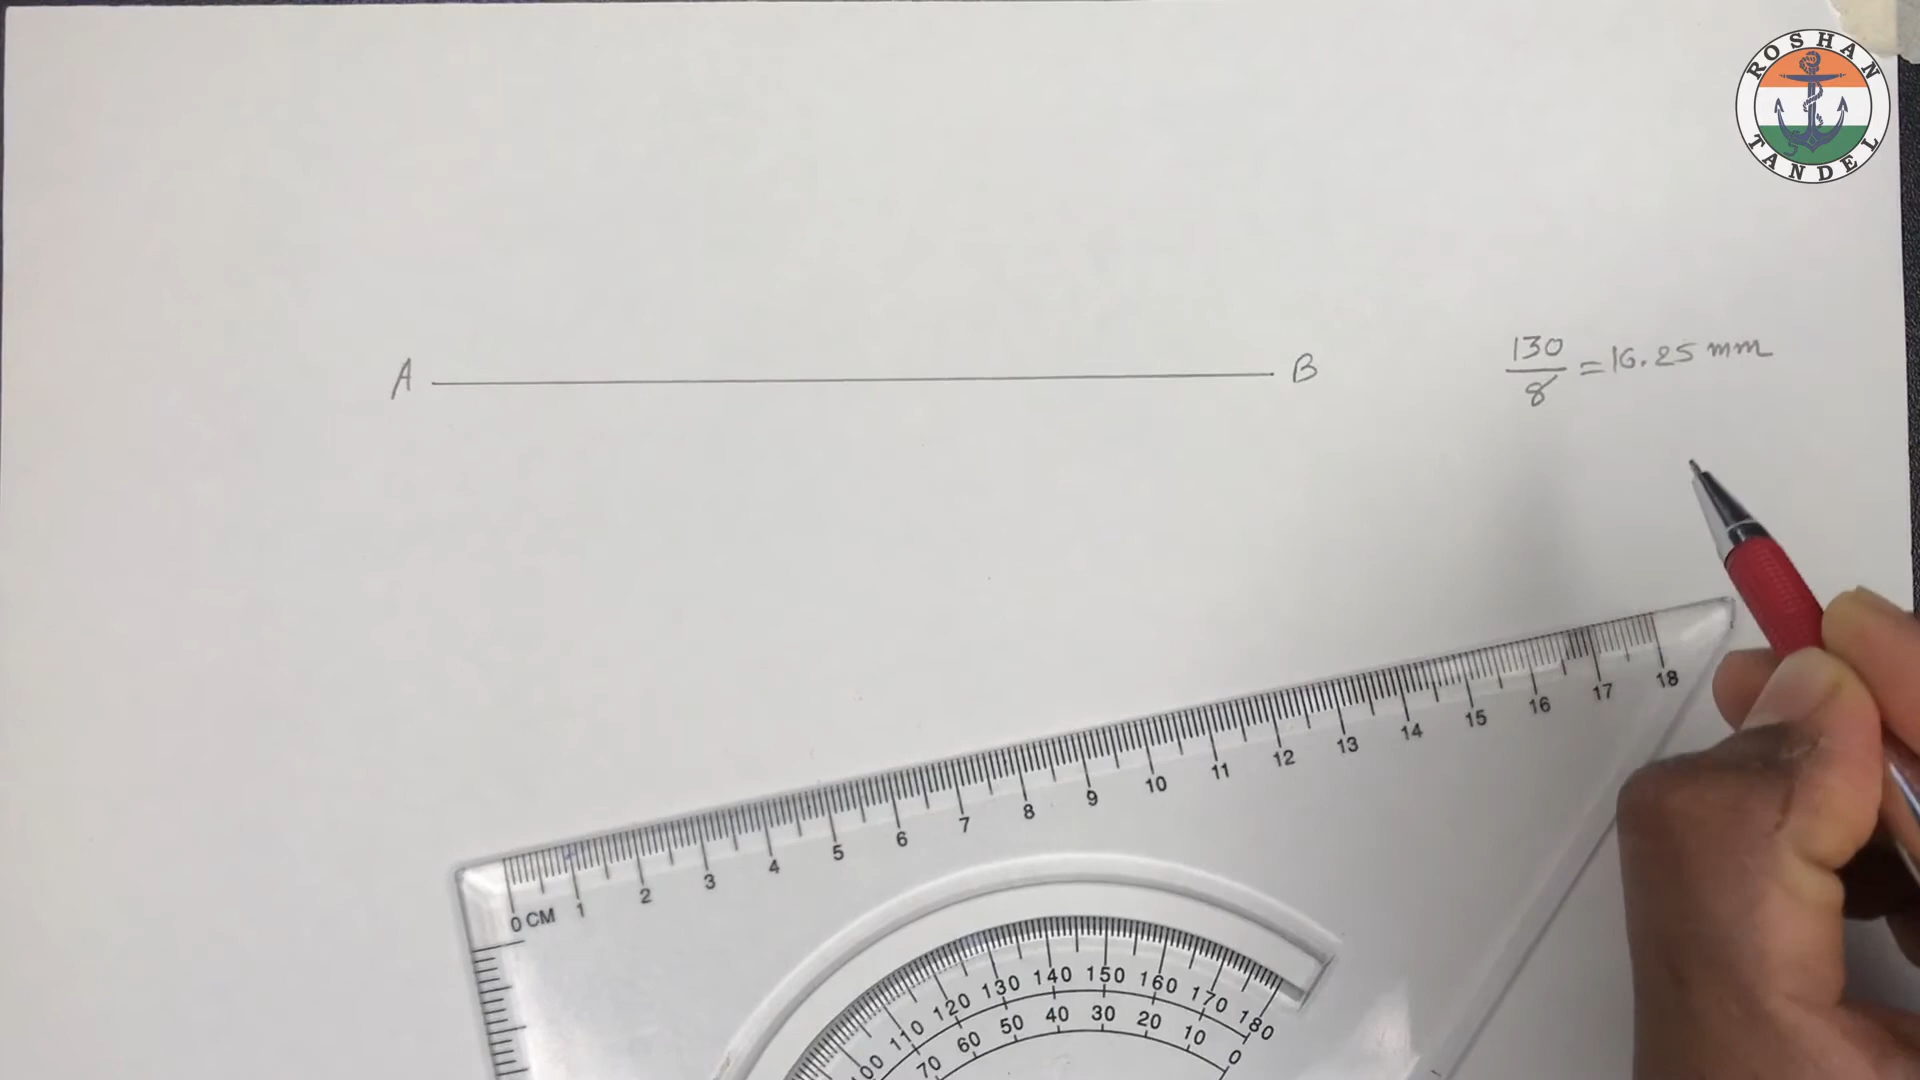 ROSHAN
TANDEL
A B
130
8
= 16.25 mm
0 CM 1 2 3 4 5 6 7 8 9 10 11 12 13 14 15 16 17 18
100 110 120 130 140 150 160 170 180
70 60 50 40 30 20 10 0